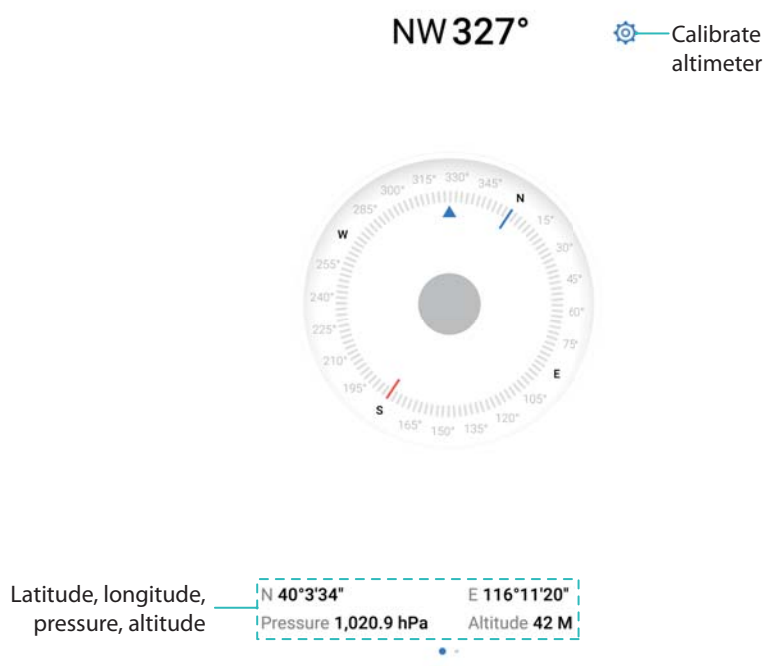 NW 327°
Calibrate
altimeter
330°
345°
N
15°
30°
45°
60°
75°
E
105°
120°
135°
150°
165°
S
195°
210°
225°
240°
255°
W
285°
300°
315°
Latitude, longitude,
pressure, altitude
N 40°3'34" E 116°11'20"
Pressure 1,020.9 hPa Altitude 42 M